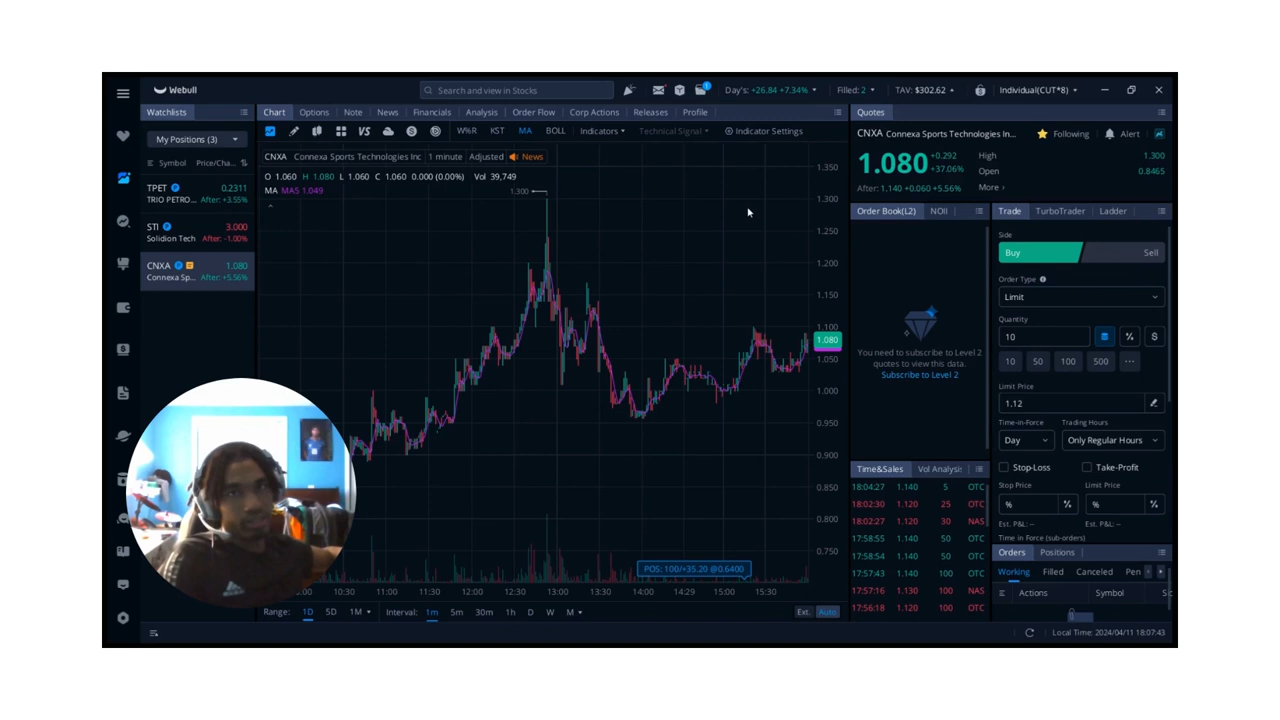 Webull
Search and view in Stocks
1
Day's: +26.84 +7.34%
Filled: 2
TAV: $302.62
Individual(CUT*8)
Watchlists
Chart
Options
Note
News
Financials
Analysis
Order Flow
Corp Actions
Releases
Profile
Quotes
My Positions (3)
Symbol
Price/Cha...
TPET
0.2311
TRIO PETRO...
After: +3.55%
STI
3.000
Solidion Tech
After: -1.00%
CNXA
1.080
Connexa Sp...
After: +5.56%
VS
W%R
KST
MA
BOLL
Indicators
Technical Signal
Indicator Settings
CNXA Connexa Sports Technologies Inc
1 minute
Adjusted
News
O 1.060 H 1.080 L 1.060 C 1.060 0.000 (0.00%) Vol 39,749
MA MA5 1.049
1.300
1.350
1.300
1.250
1.200
1.150
1.100
1.080
1.050
1.000
0.950
0.900
0.850
0.800
0.750
POS: 100/+35.20 @0.6400
10:30
11:00
11:30
12:00
12:30
13:00
13:30
14:00
14:29
15:00
15:30
Range: 1D 5D 1M
Interval: 1m 5m 30m 1h D W M
Ext.
Auto
CNXA Connexa Sports Technologies In...
Following
Alert
1.080
+0.292
+37.06%
After: 1.140 +0.060 +5.56%
High 1.300
Open 0.8465
More
Order Book(L2)
NOII
You need to subscribe to Level 2
quotes to view this data.
Subscribe to Level 2
Time&Sales
Vol Analysis
18:04:27 1.140 5 OTC
18:02:30 1.120 25 OTC
18:02:27 1.120 30 NAS
17:58:55 1.140 50 OTC
17:58:54 1.120 50 OTC
17:57:43 1.140 100 OTC
17:57:16 1.130 100 NAS
17:56:18 1.120 100 OTC
Trade
TurboTrader
Ladder
Side
Buy
Sell
Order Type
Limit
Quantity
10
%
$
10
50
100
500
Limit Price
1.12
Time-in-Force
Trading Hours
Day
Only Regular Hours
Stop-Loss
Take-Profit
Stop Price
Limit Price
%
%
Est. P&L: --
Est. P&L: --
Time in Force (sub-orders)
Orders
Positions
Working
Filled
Canceled
Pen
Actions
Symbol
Local Time: 2024/04/11 18:07:43